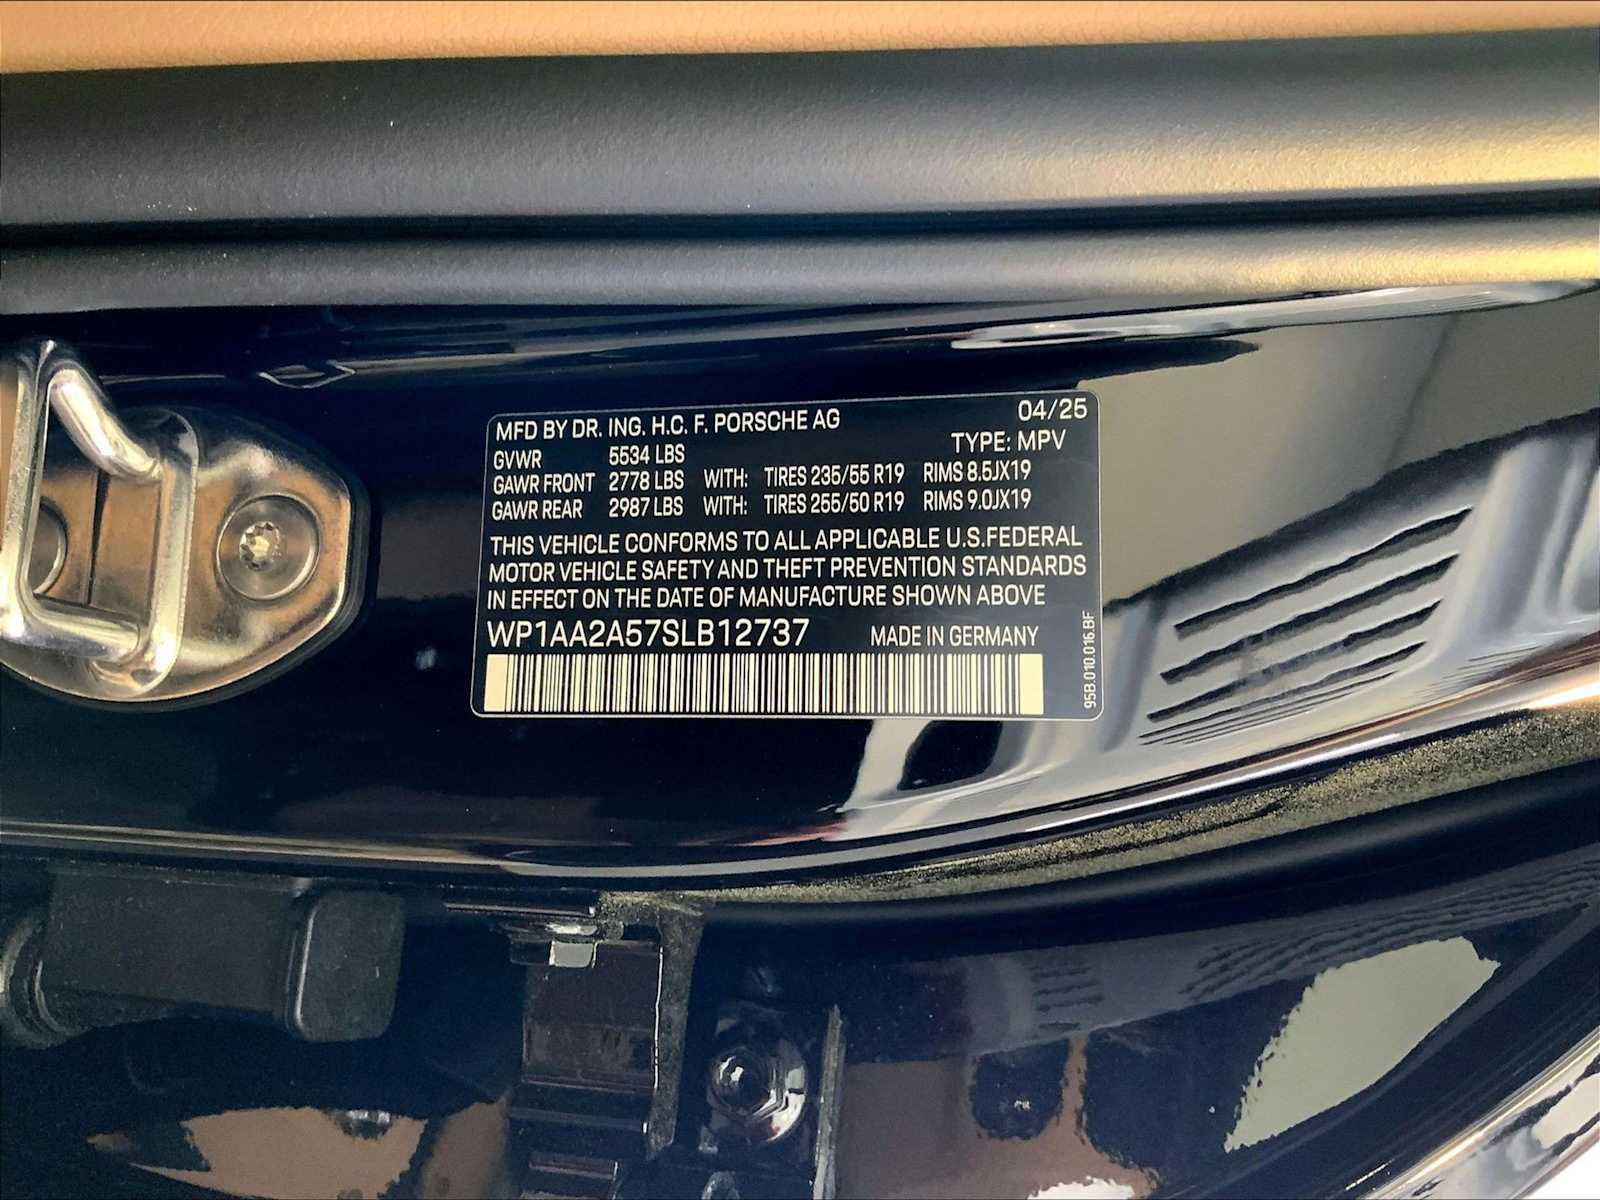 MFD BY DR. ING. H.C. F. PORSCHE AG 04/25
TYPE: MPV
GVWR 5534 LBS
GAWR FRONT 2778 LBS WITH: TIRES 235/55 R19 RIMS 8.5JX19
GAWR REAR 2987 LBS WITH: TIRES 255/50 R19 RIMS 9.0JX19
THIS VEHICLE CONFORMS TO ALL APPLICABLE U.S.FEDERAL
MOTOR VEHICLE SAFETY AND THEFT PREVENTION STANDARDS
IN EFFECT ON THE DATE OF MANUFACTURE SHOWN ABOVE
WP1AA2A57SLB12737 MADE IN GERMANY
95B.010.016.BF